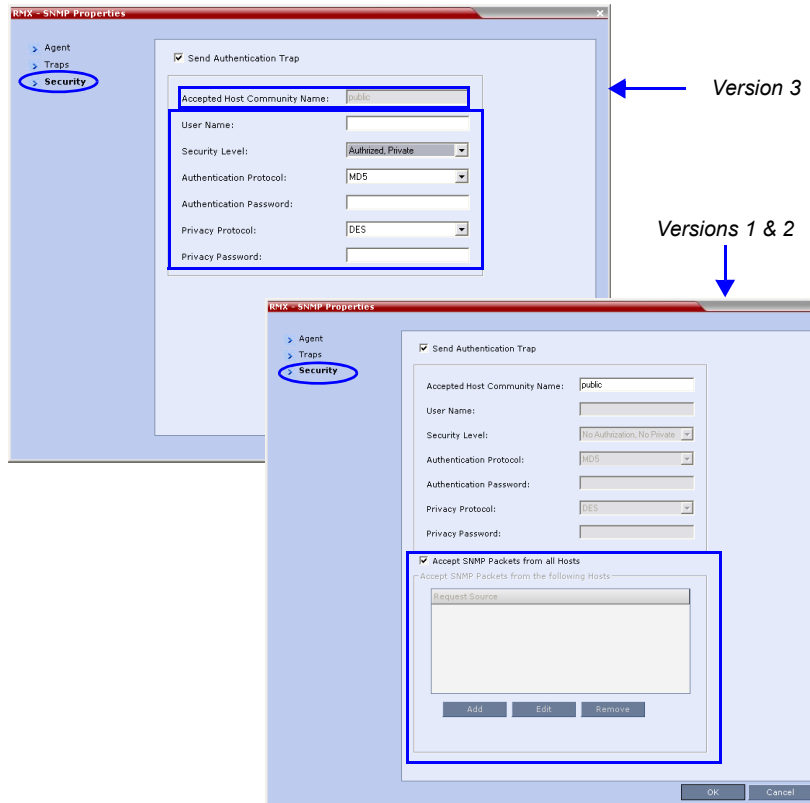 RMX - SNMP Properties
Agent
Traps
Security
Send Authentication Trap
Accepted Host Community Name: public
User Name:
Security Level: Authrized, Private
Authentication Protocol: MD5
Authentication Password:
Privacy Protocol: DES
Privacy Password:
Version 3
Versions 1 & 2
RMX - SNMP Properties
Agent
Traps
Security
Send Authentication Trap
Accepted Host Community Name: public
User Name:
Security Level: No Authrization, No Private
Authentication Protocol: MD5
Authentication Password:
Privacy Protocol: DES
Privacy Password:
Accept SNMP Packets from all Hosts
Accept SNMP Packets from the following Hosts
Request Source
Add Edit Remove
OK Cancel